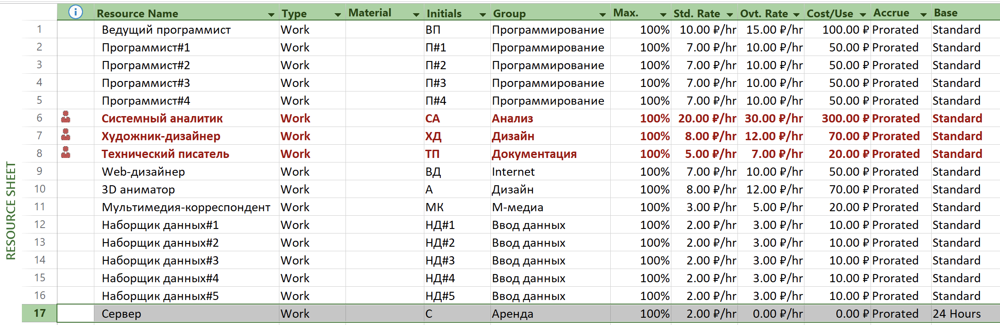 Resource Name Type Material Initials Group Max. Std. Rate Ovt. Rate Cost/Use Accrue Base
1 Ведущий программист Work ВП Программирование 100% 10.00 ₽/hr 15.00 ₽/hr 100.00 ₽ Prorated Standard
2 Программист#1 Work П#1 Программирование 100% 7.00 ₽/hr 10.00 ₽/hr 50.00 ₽ Prorated Standard
3 Программист#2 Work П#2 Программирование 100% 7.00 ₽/hr 10.00 ₽/hr 50.00 ₽ Prorated Standard
4 Программист#3 Work П#3 Программирование 100% 7.00 ₽/hr 10.00 ₽/hr 50.00 ₽ Prorated Standard
5 Программист#4 Work П#4 Программирование 100% 7.00 ₽/hr 10.00 ₽/hr 50.00 ₽ Prorated Standard
6 Системный аналитик Work СА Анализ 100% 20.00 ₽/hr 30.00 ₽/hr 300.00 ₽ Prorated Standard
7 Художник-дизайнер Work ХД Дизайн 100% 8.00 ₽/hr 12.00 ₽/hr 70.00 ₽ Prorated Standard
8 Технический писатель Work ТП Документация 100% 5.00 ₽/hr 7.00 ₽/hr 20.00 ₽ Prorated Standard
9 Web-дизайнер Work ВД Internet 100% 7.00 ₽/hr 10.00 ₽/hr 50.00 ₽ Prorated Standard
10 3D аниматор Work А Дизайн 100% 8.00 ₽/hr 12.00 ₽/hr 70.00 ₽ Prorated Standard
11 Мультимедия-корреспондент Work МК М-медиа 100% 3.00 ₽/hr 5.00 ₽/hr 20.00 ₽ Prorated Standard
12 Наборщик данных#1 Work НД#1 Ввод данных 100% 2.00 ₽/hr 3.00 ₽/hr 10.00 ₽ Prorated Standard
13 Наборщик данных#2 Work НД#2 Ввод данных 100% 2.00 ₽/hr 3.00 ₽/hr 10.00 ₽ Prorated Standard
14 Наборщик данных#3 Work НД#3 Ввод данных 100% 2.00 ₽/hr 3.00 ₽/hr 10.00 ₽ Prorated Standard
15 Наборщик данных#4 Work НД#4 Ввод данных 100% 2.00 ₽/hr 3.00 ₽/hr 10.00 ₽ Prorated Standard
16 Наборщик данных#5 Work НД#5 Ввод данных 100% 2.00 ₽/hr 3.00 ₽/hr 10.00 ₽ Prorated Standard
17 Сервер Work С Аренда 100% 2.00 ₽/hr 0.00 ₽/hr 0.00 ₽ Prorated 24 Hours
RESOURCE SHEET